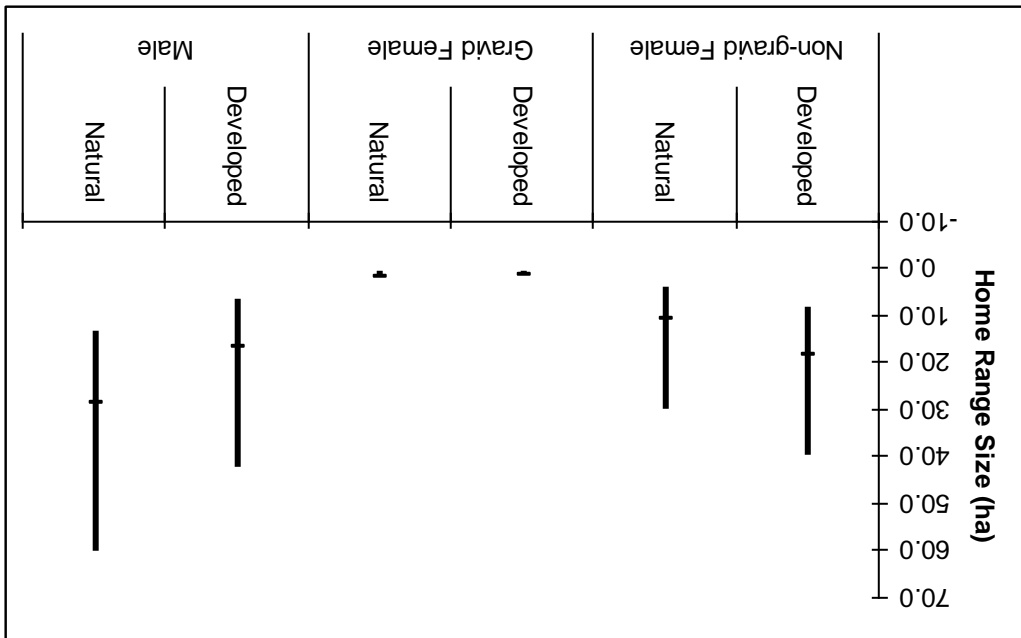 Home Range Size (ha)
70.0
60.0
50.0
40.0
30.0
20.0
10.0
0.0
-10.0
Developed
Natural
Developed
Natural
Developed
Natural
Non-gravid Female
Gravid Female
Male